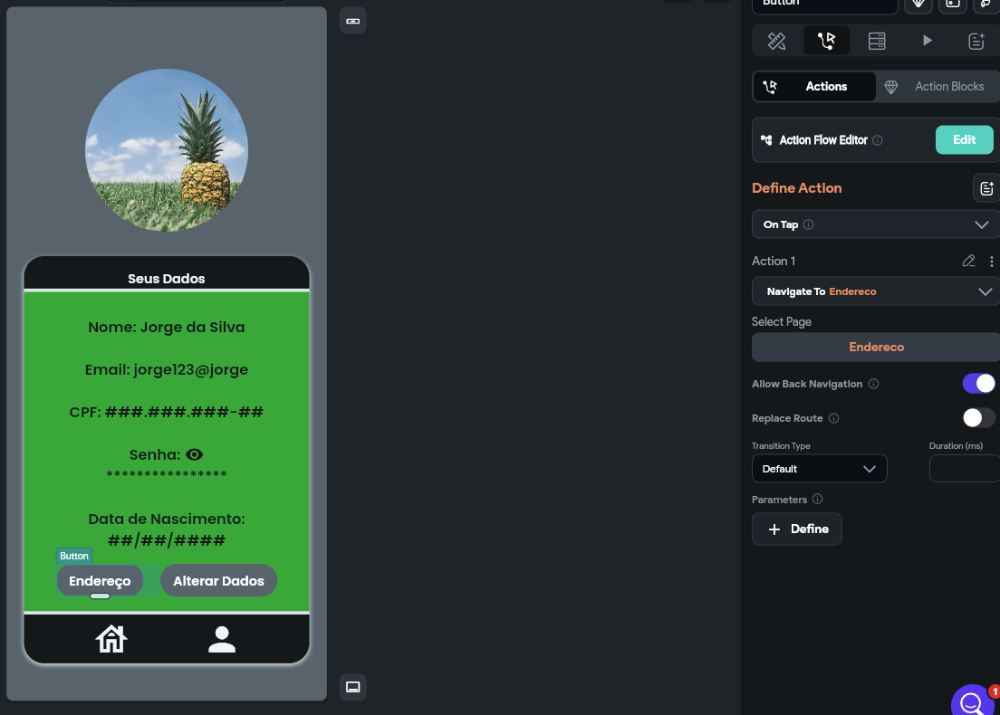 Button
Actions
Action Blocks
Action Flow Editor
Edit
Define Action
On Tap
Action 1
Navigate To Endereco
Select Page
Endereco
Allow Back Navigation
Replace Route
Transition Type
Duration (ms)
Default
Parameters
+ Define
1
Seus Dados
Nome: Jorge da Silva
Email: jorge123@jorge
CPF: ###.###.###-##
Senha:
****************
Data de Nascimento:
##/##/####
Button
Endereço
Alterar Dados